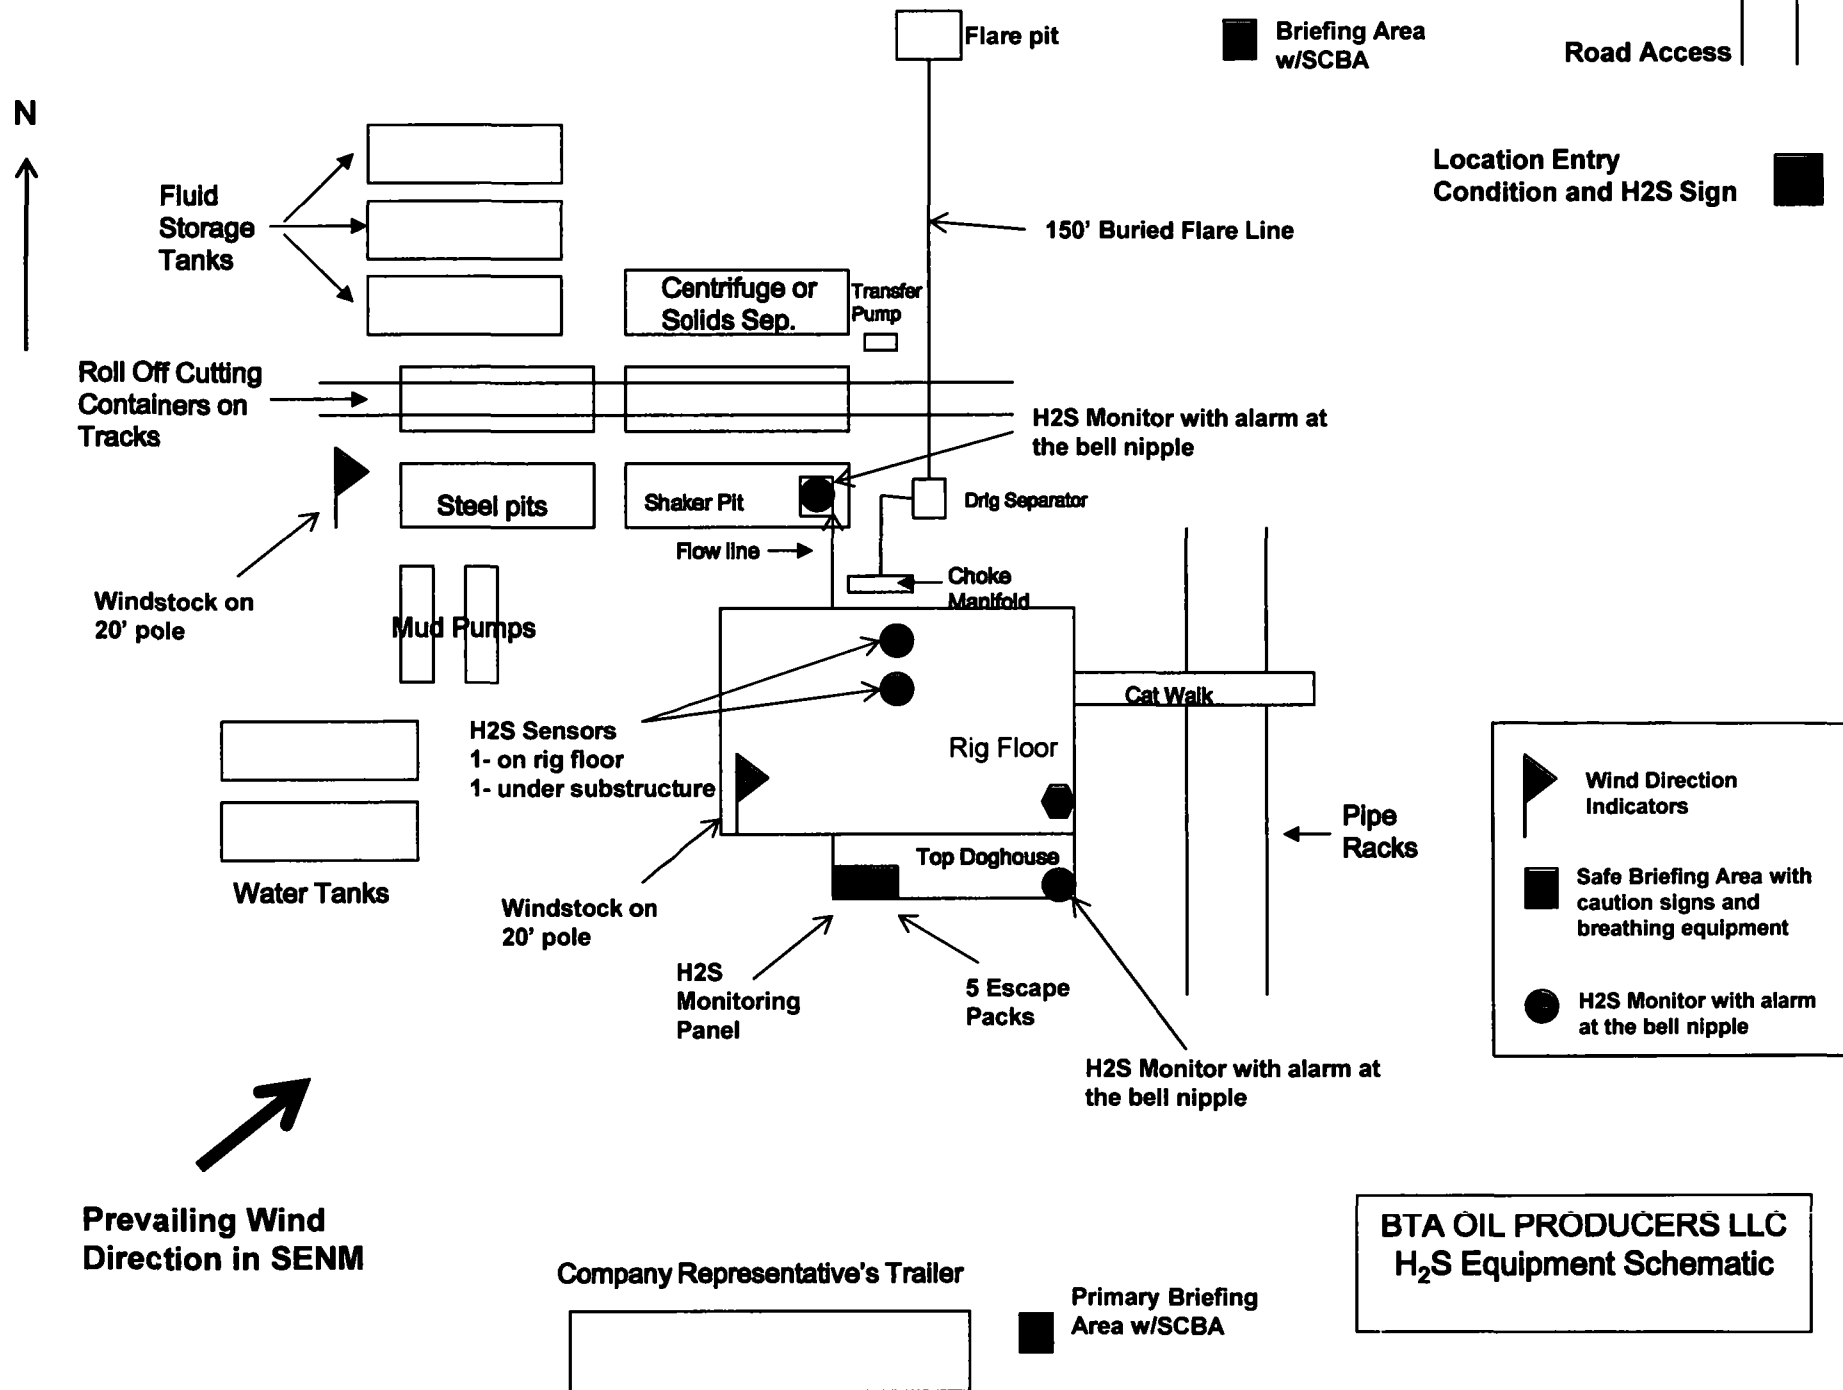 Flare pit
Briefing Area
w/SCBA
Road Access
N
Location Entry
Condition and H2S Sign
Fluid
Storage
Tanks
150' Buried Flare Line
Centrifuge or
Solids Sep.
Transfer
Pump
Roll Off Cutting
Containers on
Tracks
H2S Monitor with alarm at
the bell nipple
Steel pits
Shaker Pit
Drlg Separator
Flow line
Choke
Manifold
Windstock on
20' pole
Mud Pumps
Cat Walk
H2S Sensors
1- on rig floor
1- under substructure
Rig Floor
Wind Direction
Indicators
Pipe
Racks
Top Doghouse
Safe Briefing Area with
caution signs and
breathing equipment
Water Tanks
Windstock on
20' pole
H2S
Monitoring
Panel
5 Escape
Packs
H2S Monitor with alarm
at the bell nipple
H2S Monitor with alarm at
the bell nipple
Prevailing Wind
Direction in SENM
BTA OIL PRODUCERS LLC
H₂S Equipment Schematic
Company Representative's Trailer
Primary Briefing
Area w/SCBA